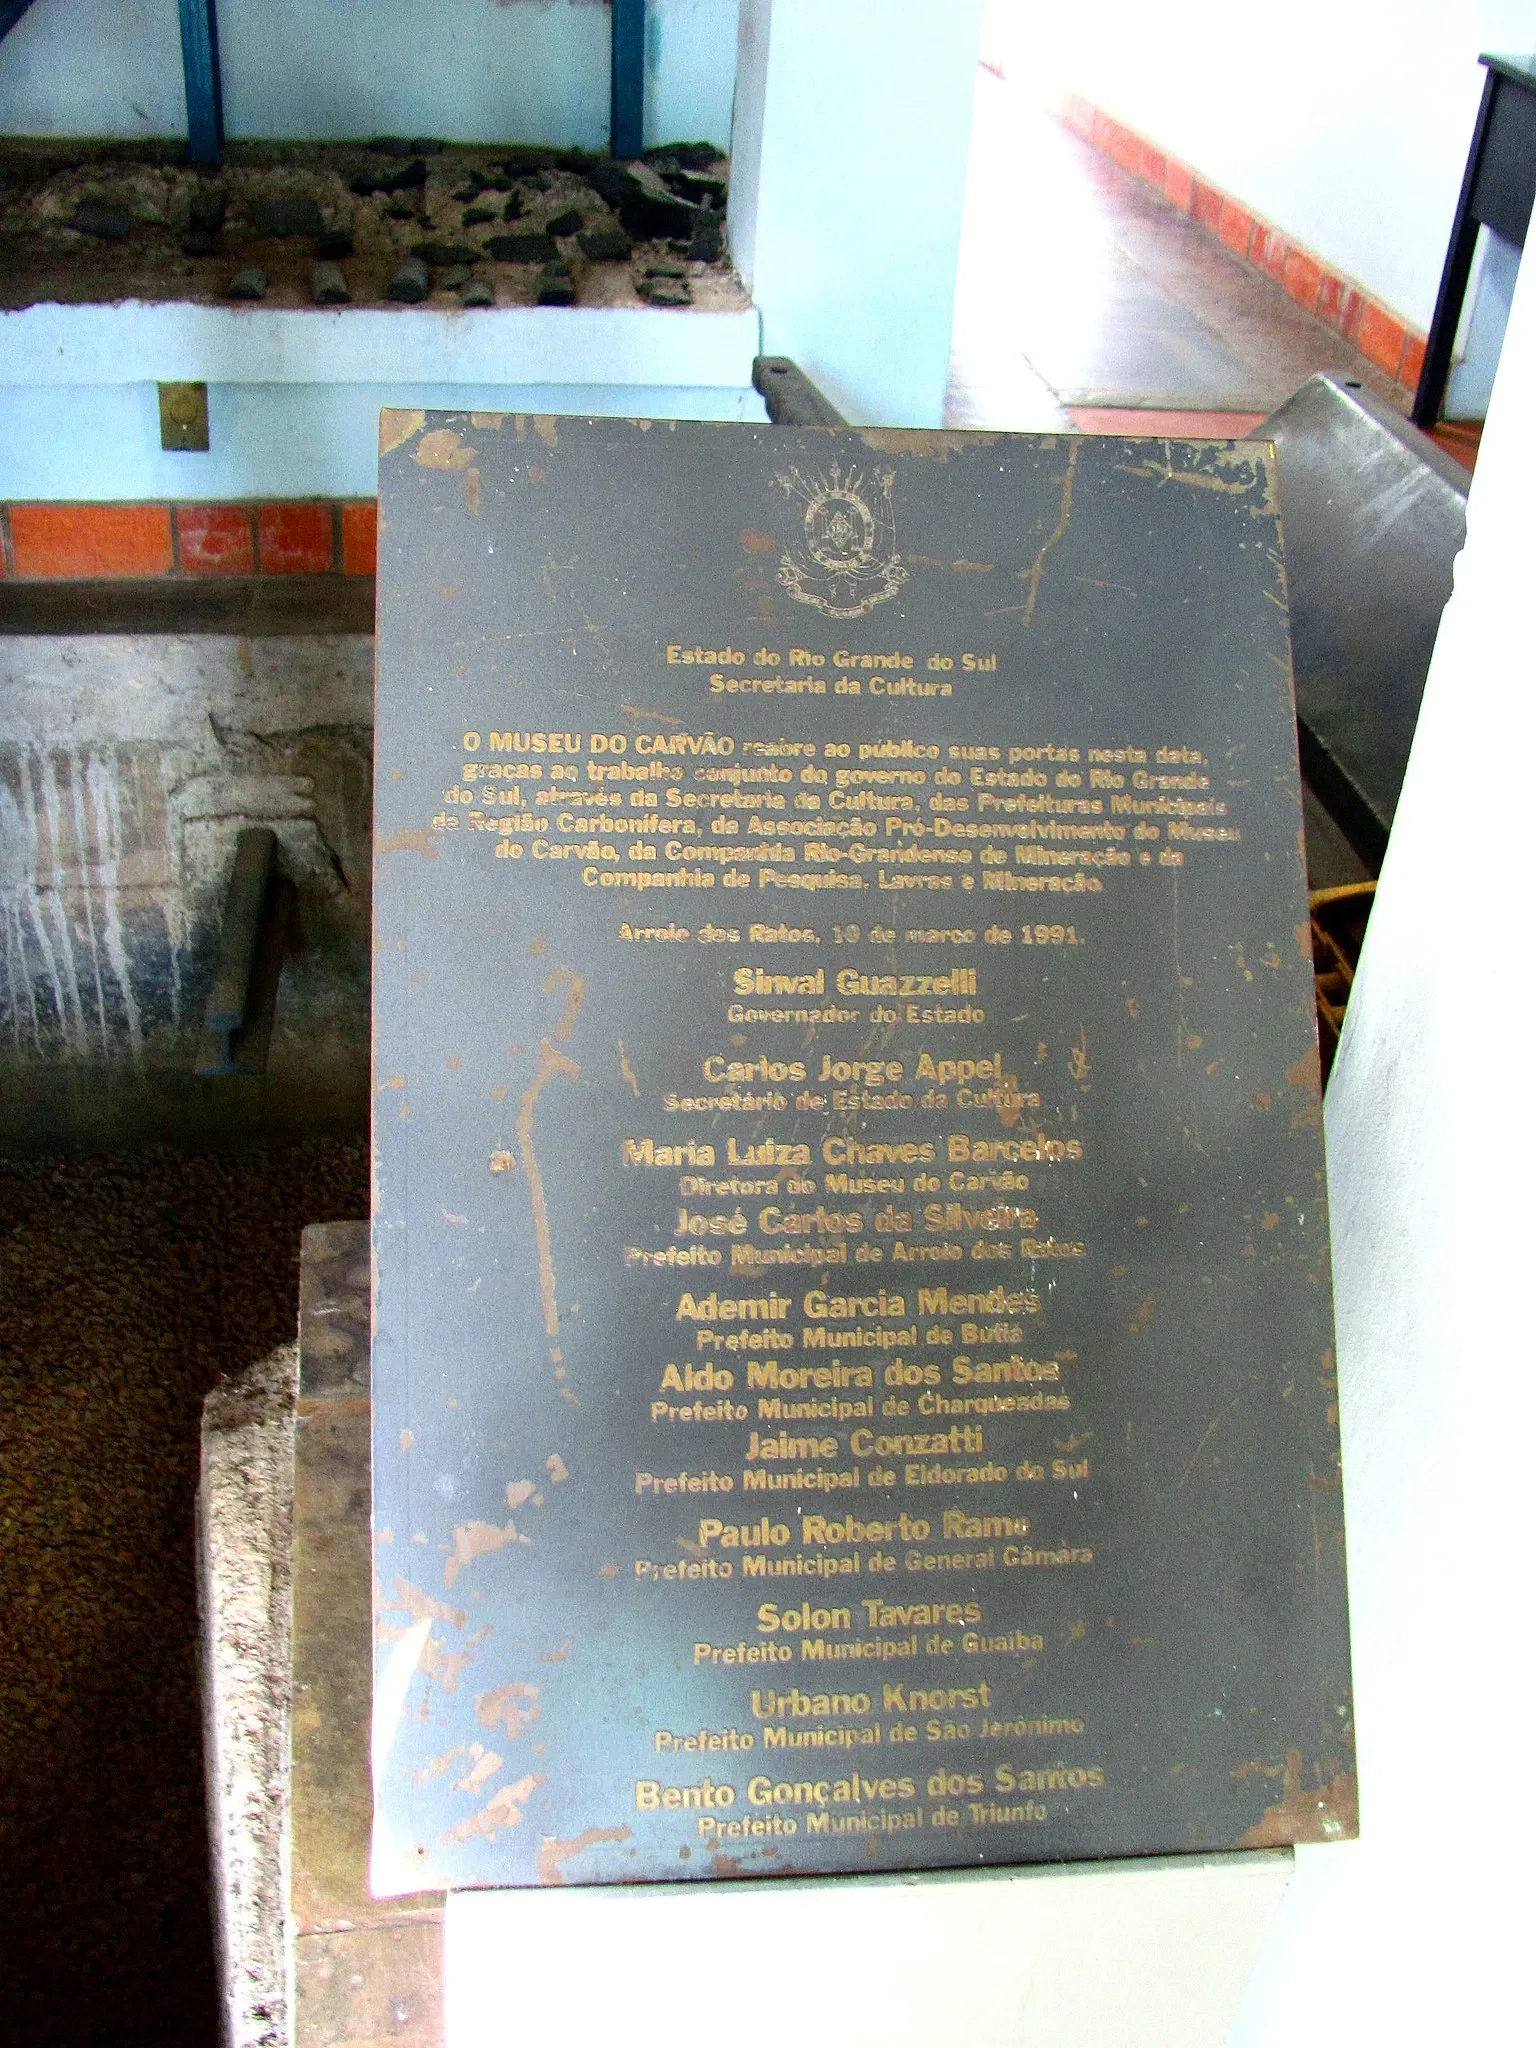 Estado do Rio Grande do Sul
Secretaria da Cultura
O MUSEU DO CARVÃO reabre ao público suas portas nesta data,
graças ao trabalho conjunto do governo do Estado do Rio Grande
do Sul, através da Secretaria da Cultura, das Prefeituras Municipais
da Região Carbonífera, da Associação Pró-Desenvolvimento do Museu
do Carvão, da Companhia Rio-Grandense de Mineração e da
Companhia de Pesquisa, Lavras e Mineração.
Arroio dos Ratos, 10 de março de 1991.
Sinval Guazzelli
Governador do Estado
Carlos Jorge Appel
Secretário de Estado da Cultura
Maria Luiza Chaves Barcelos
Diretora do Museu do Carvão
José Carlos da Silveira
Prefeito Municipal de Arroio dos Ratos
Ademir Garcia Mendes
Prefeito Municipal de Butiá
Aldo Moreira dos Santos
Prefeito Municipal de Charqueadas
Jaime Conzatti
Prefeito Municipal de Eldorado do Sul
Paulo Roberto Rame
Prefeito Municipal de General Câmara
Solon Tavares
Prefeito Municipal de Guaíba
Urbano Knorst
Prefeito Municipal de São Jerônimo
Bento Gonçalves dos Santos
Prefeito Municipal de Triunfo